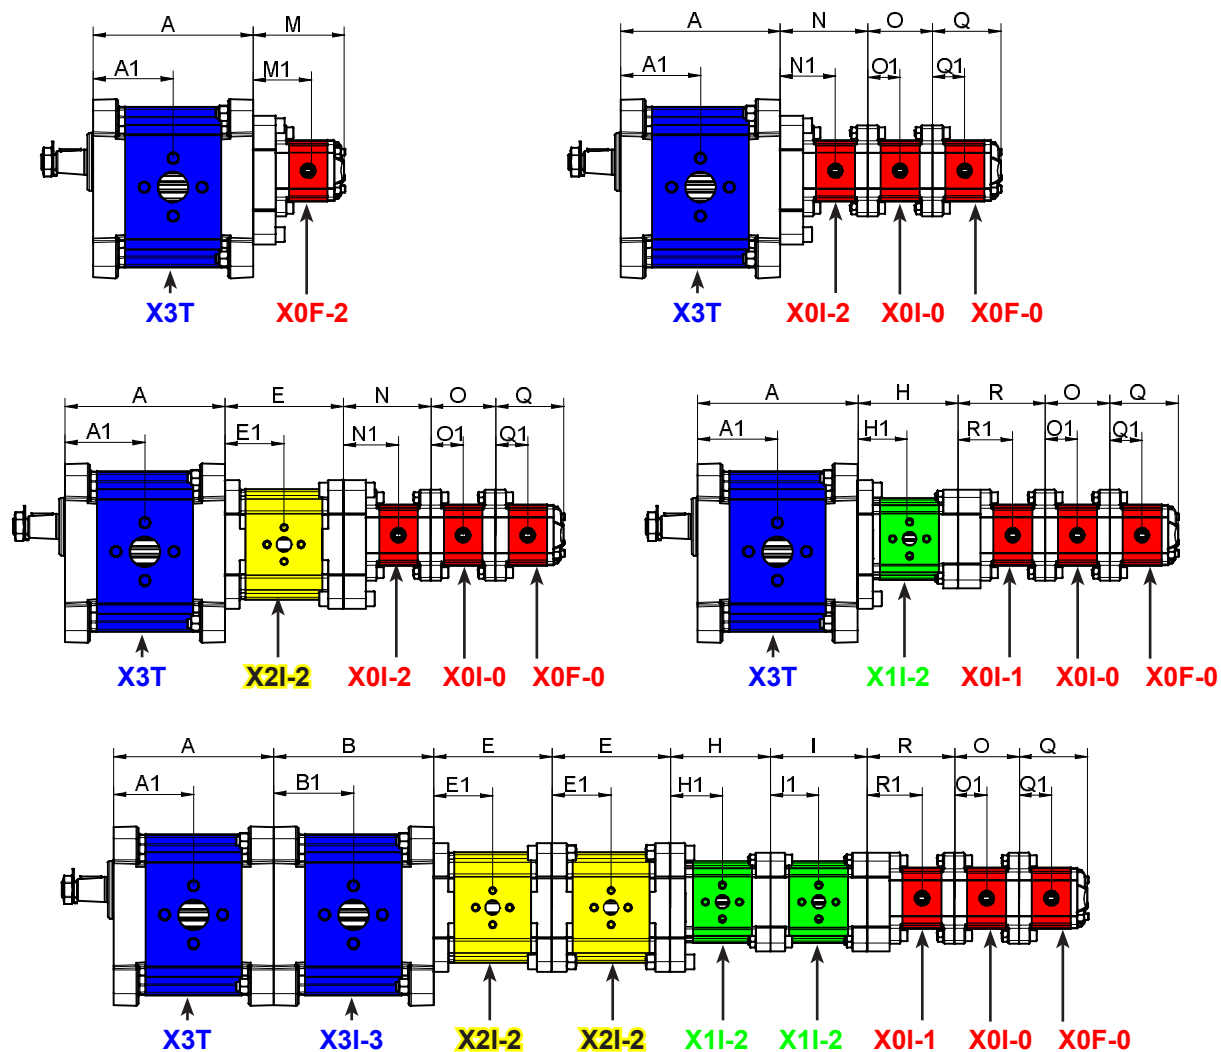 A M
A1 M1
X3T X0F-2
A N O Q
A1 N1 O1 Q1
X3T X0I-2 X0I-0 X0F-0
A E N O Q
A1 E1 N1 O1 Q1
X3T X2I-2 X0I-2 X0I-0 X0F-0
A H R O Q
A1 H1 R1 O1 Q1
X3T X1I-2 X0I-1 X0I-0 X0F-0
A B E E H I R O Q
A1 B1 E1 E1 H1 I1 R1 O1 Q1
X3T X3I-3 X2I-2 X2I-2 X1I-2 X1I-2 X0I-1 X0I-0 X0F-0